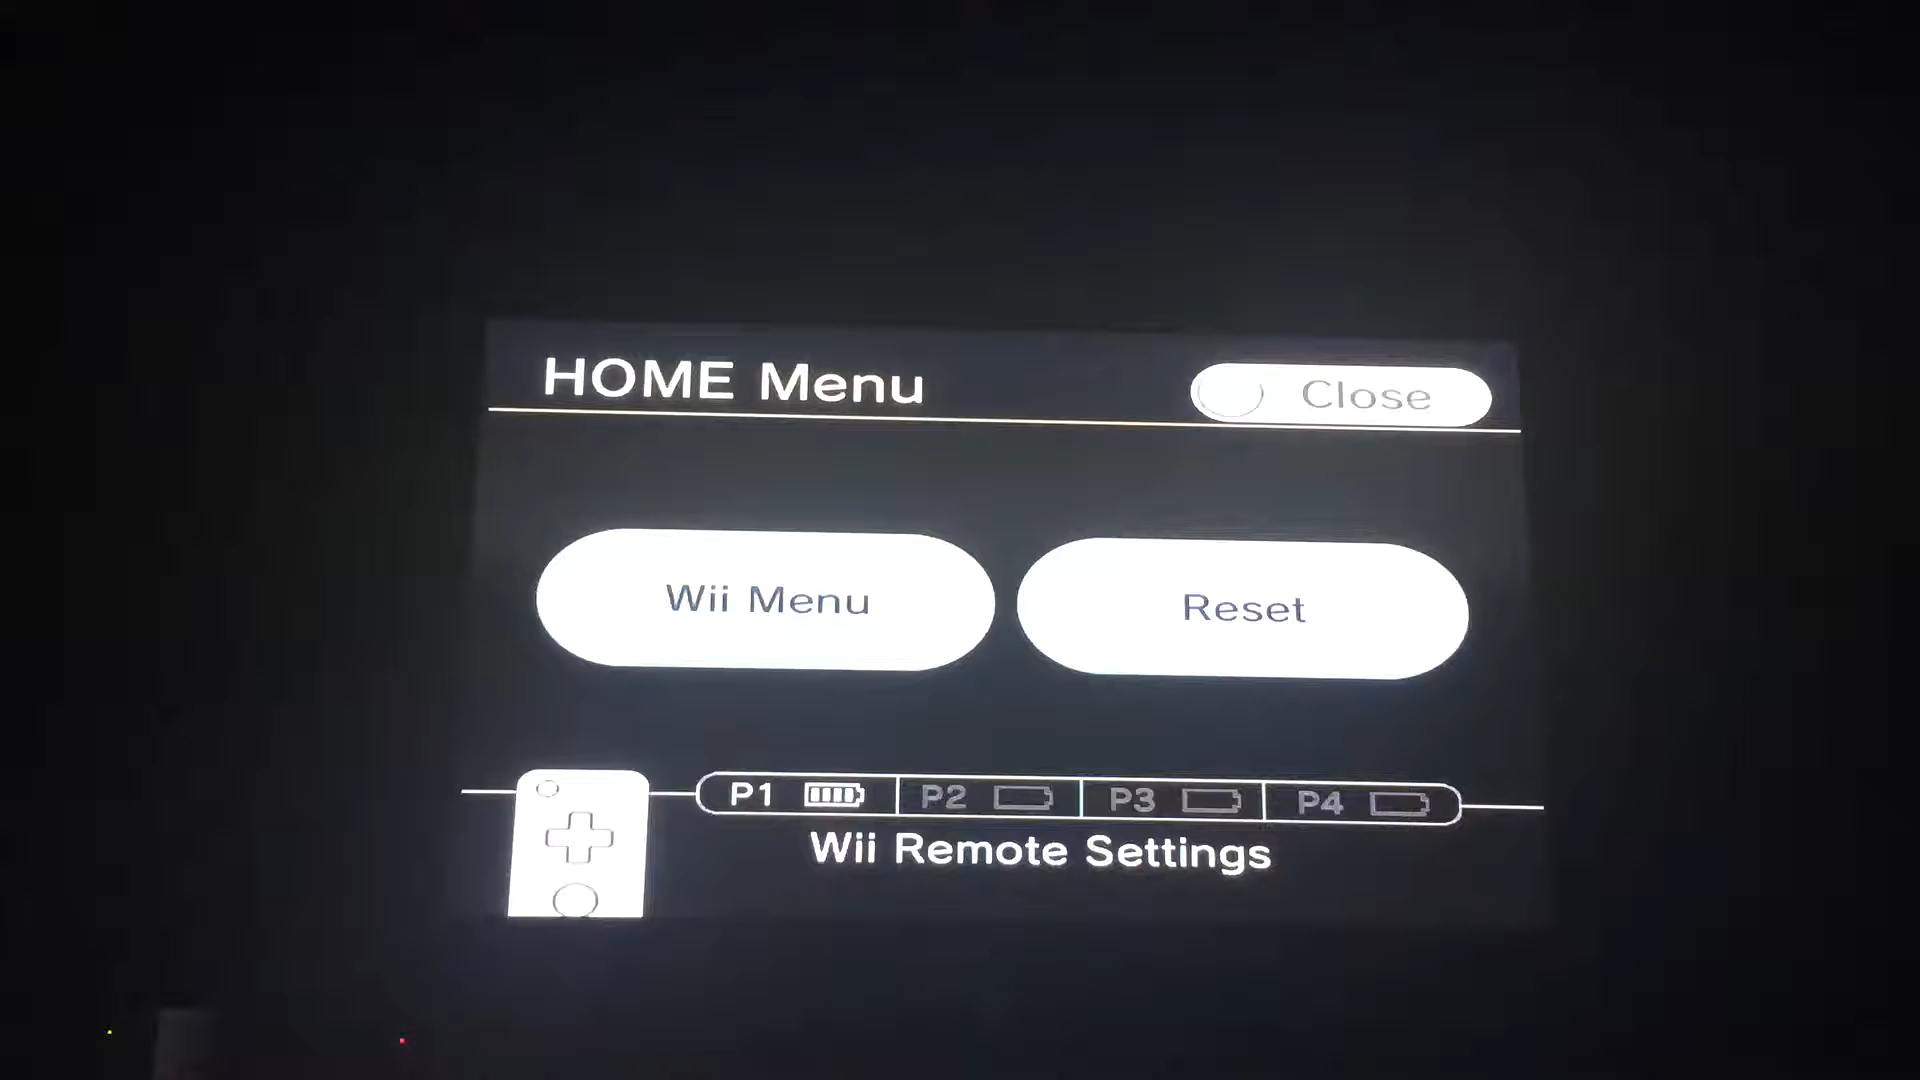 HOME Menu
Close
Wii Menu
Reset
P1 P2 P3 P4
Wii Remote Settings